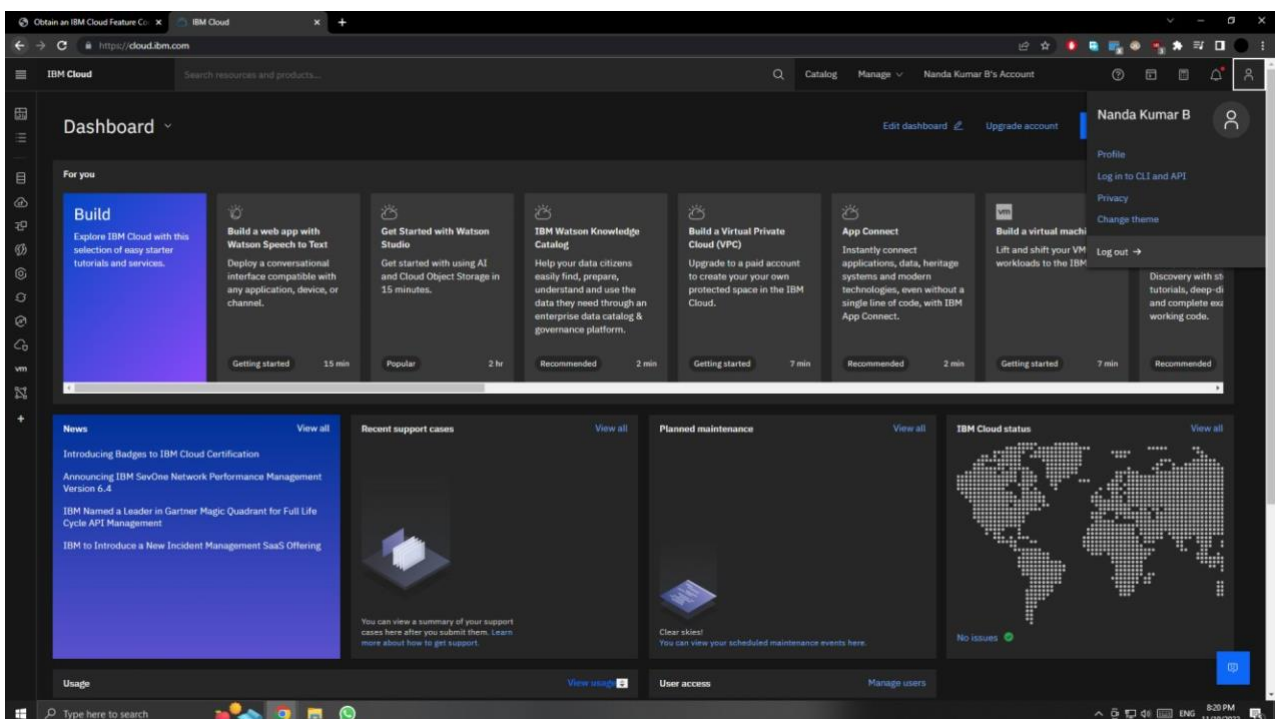 Obtain an IBM Cloud Feature Co
IBM Cloud
https://cloud.ibm.com
IBM Cloud
Search resources and products...
Catalog
Manage
Nanda Kumar B's Account
Dashboard
Edit dashboard
Upgrade account
Nanda Kumar B
Profile
Log in to CLI and API
Privacy
Change theme
Log out →
For you
Build
Explore IBM Cloud with this
selection of easy starter
tutorials and services.
Build a web app with
Watson Speech to Text
Deploy a conversational
interface compatible with
any application, device, or
channel.
Getting started
15 min
Get Started with Watson
Studio
Get started with using AI
and Cloud Object Storage in
15 minutes.
Popular
2 hr
IBM Watson Knowledge
Catalog
Help your data citizens
easily find, prepare,
understand and use the
data they need through an
enterprise data catalog &
governance platform.
Recommended
2 min
Build a Virtual Private
Cloud (VPC)
Upgrade to a paid account
to create your your own
protected space in the IBM
Cloud.
Getting started
7 min
App Connect
Instantly connect
applications, data, heritage
systems and modern
technologies, even without a
single line of code, with IBM
App Connect.
Recommended
2 min
vm
Build a virtual machi
Lift and shift your VM
workloads to the IBM
Getting started
7 min
Discovery with st
tutorials, deep-di
and complete exa
working code.
Recommended
vm
News
View all
Introducing Badges to IBM Cloud Certification
Announcing IBM SevOne Network Performance Management
Version 6.4
IBM Named a Leader in Gartner Magic Quadrant for Full Life
Cycle API Management
IBM to Introduce a New Incident Management SaaS Offering
Recent support cases
View all
You can view a summary of your support
cases here after you submit them. Learn
more about how to get support.
Planned maintenance
View all
Clear skies!
You can view your scheduled maintenance events here.
IBM Cloud status
View all
No issues
Usage
View usage
User access
Manage users
Type here to search
ENG
8:20 PM